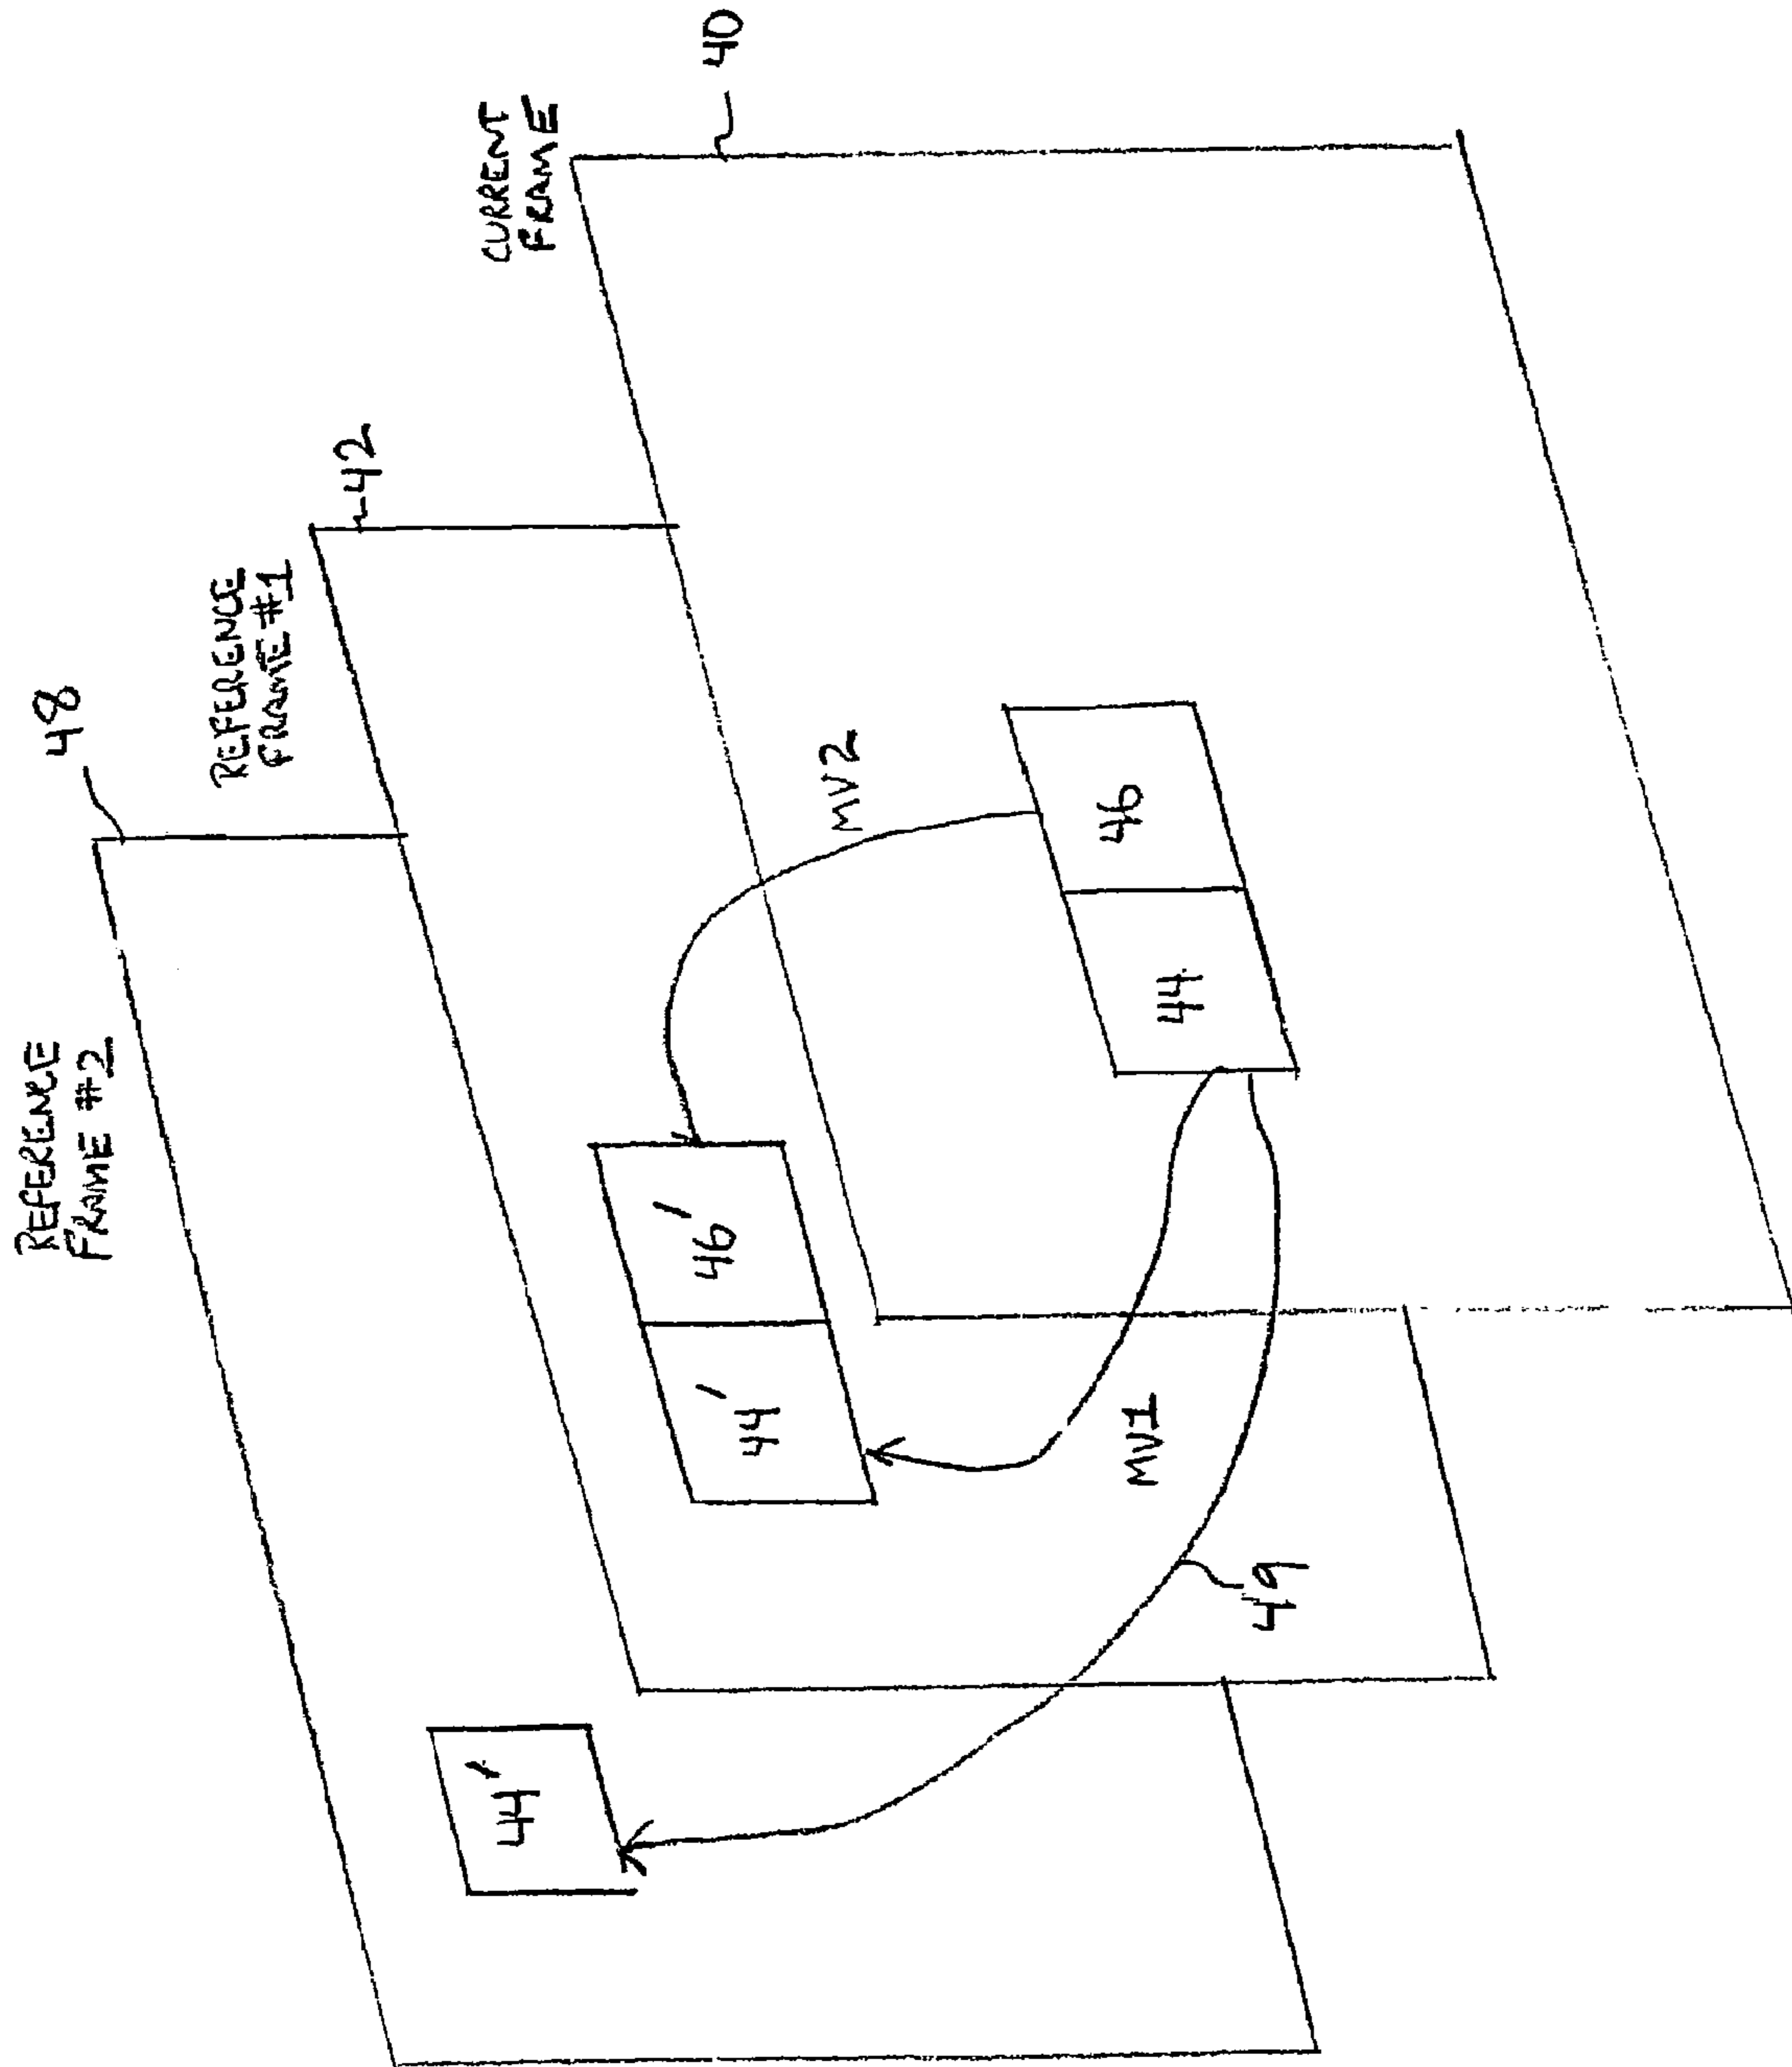 48
REFERENCE
FRAME #2
REFERENCE
FRAME #1
42
CURRENT
FRAME
40
MV2
46
44
46'
44'
MV1
49
44'